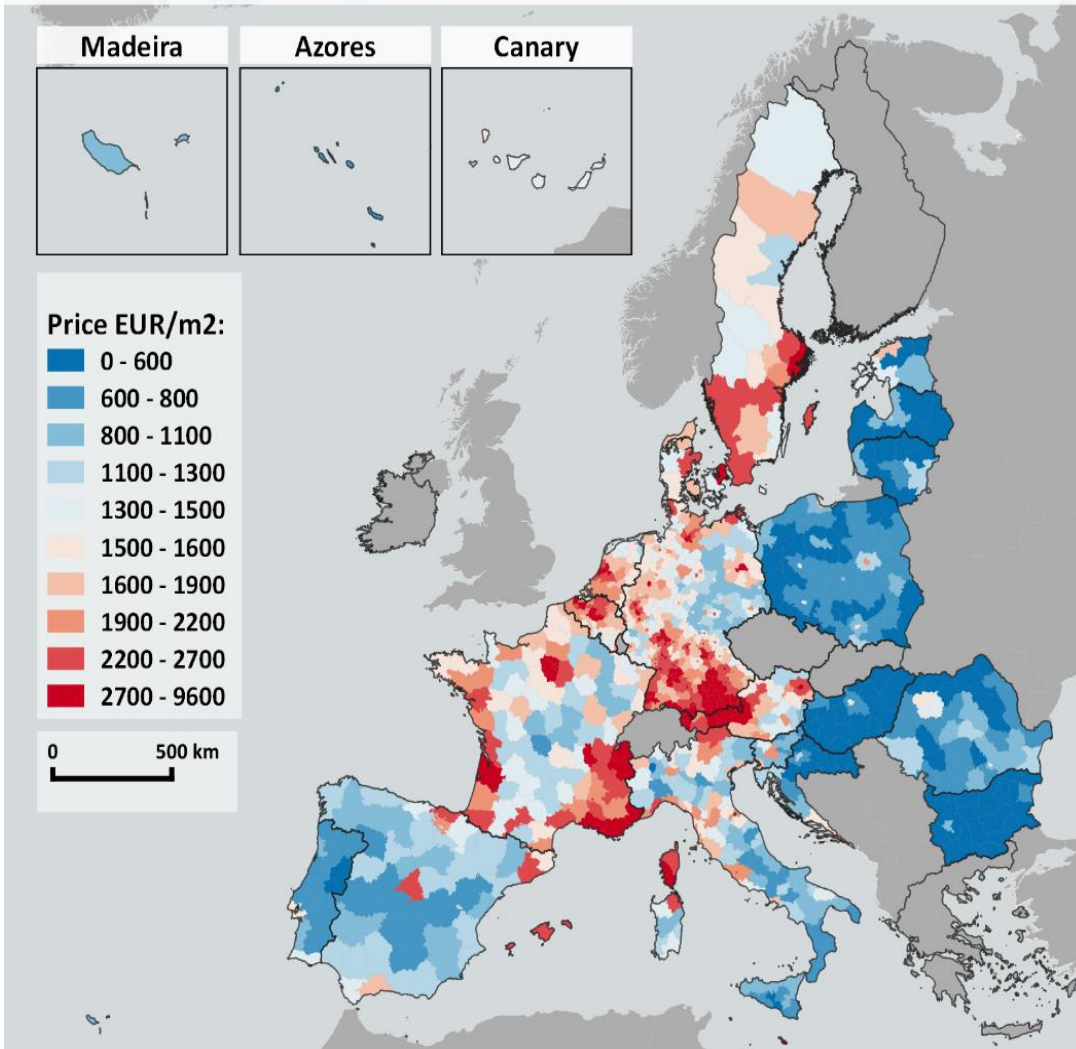 Madeira
Azores
Canary
Price EUR/m2:
0 - 600
600 - 800
800 - 1100
1100 - 1300
1300 - 1500
1500 - 1600
1600 - 1900
1900 - 2200
2200 - 2700
2700 - 9600
0 500 km